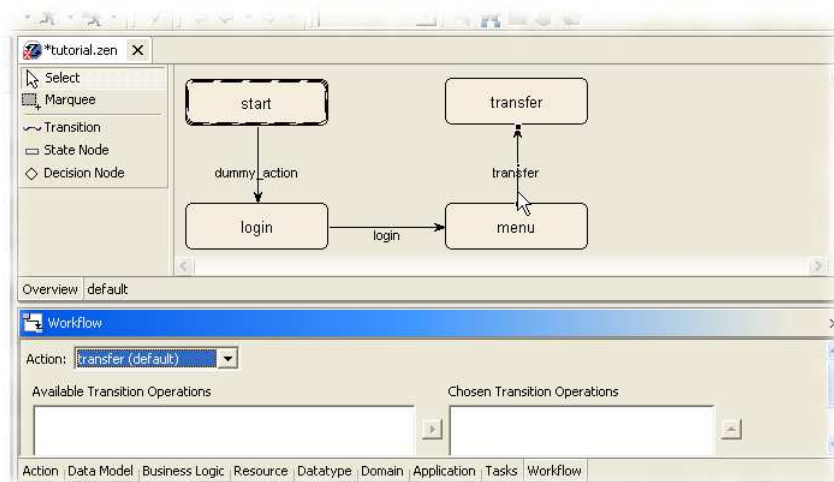 *tutorial.zen
Select
Marquee
Transition
State Node
Decision Node
start
transfer
dummy_action
transfer
login
login
menu
Overview
default
Workflow
Action: transfer (default)
Available Transition Operations
Chosen Transition Operations
Action Data Model Business Logic Resource Datatype Domain Application Tasks Workflow